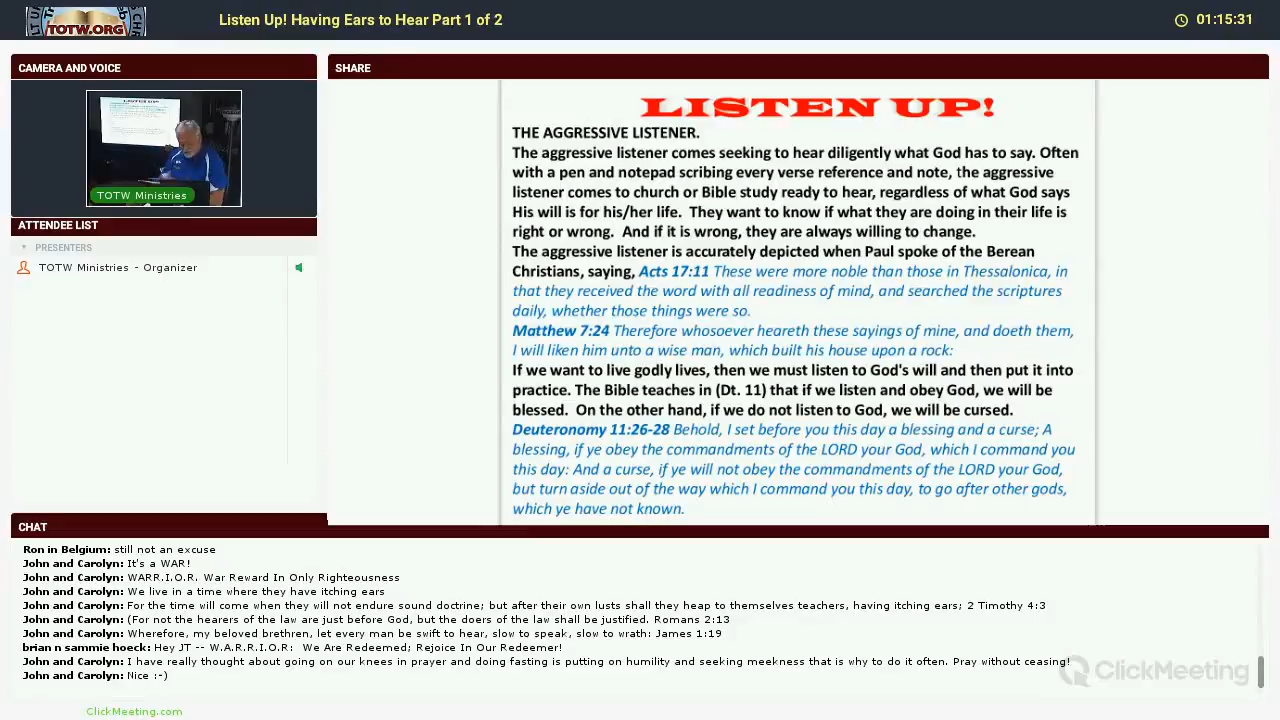 TOTW.ORG
Listen Up! Having Ears to Hear Part 1 of 2
01:15:31
CAMERA AND VOICE
TOTW Ministries
ATTENDEE LIST
PRESENTERS
TOTW Ministries - Organizer
SHARE
LISTEN UP!
THE AGGRESSIVE LISTENER.
The aggressive listener comes seeking to hear diligently what God has to say. Often
with a pen and notepad scribing every verse reference and note, the aggressive
listener comes to church or Bible study ready to hear, regardless of what God says
His will is for his/her life. They want to know if what they are doing in their life is
right or wrong. And if it is wrong, they are always willing to change.
The aggressive listener is accurately depicted when Paul spoke of the Berean
Christians, saying, Acts 17:11 These were more noble than those in Thessalonica, in
that they received the word with all readiness of mind, and searched the scriptures
daily, whether those things were so.
Matthew 7:24 Therefore whosoever heareth these sayings of mine, and doeth them,
I will liken him unto a wise man, which built his house upon a rock:
If we want to live godly lives, then we must listen to God's will and then put it into
practice. The Bible teaches in (Dt. 11) that if we listen and obey God, we will be
blessed. On the other hand, if we do not listen to God, we will be cursed.
Deuteronomy 11:26-28 Behold, I set before you this day a blessing and a curse; A
blessing, if ye obey the commandments of the LORD your God, which I command you
this day: And a curse, if ye will not obey the commandments of the LORD your God,
but turn aside out of the way which I command you this day, to go after other gods,
which ye have not known.
CHAT
Ron in Belgium: still not an excuse
John and Carolyn: It's a WAR!
John and Carolyn: WARR.I.O.R. War Reward In Only Righteousness
John and Carolyn: We live in a time where they have itching ears
John and Carolyn: For the time will come when they will not endure sound doctrine; but after their own lusts shall they heap to themselves teachers, having itching ears; 2 Timothy 4:3
John and Carolyn: (For not the hearers of the law are just before God, but the doers of the law shall be justified. Romans 2:13
John and Carolyn: Wherefore, my beloved brethren, let every man be swift to hear, slow to speak, slow to wrath: James 1:19
brian n sammie hoeck: Hey JT -- W.A.R.R.I.O.R: We Are Redeemed; Rejoice In Our Redeemer!
John and Carolyn: I have really thought about going on our knees in prayer and doing fasting is putting on humility and seeking meekness that is why to do it often. Pray without ceasing!
John and Carolyn: Nice :-)
ClickMeeting
ClickMeeting.com